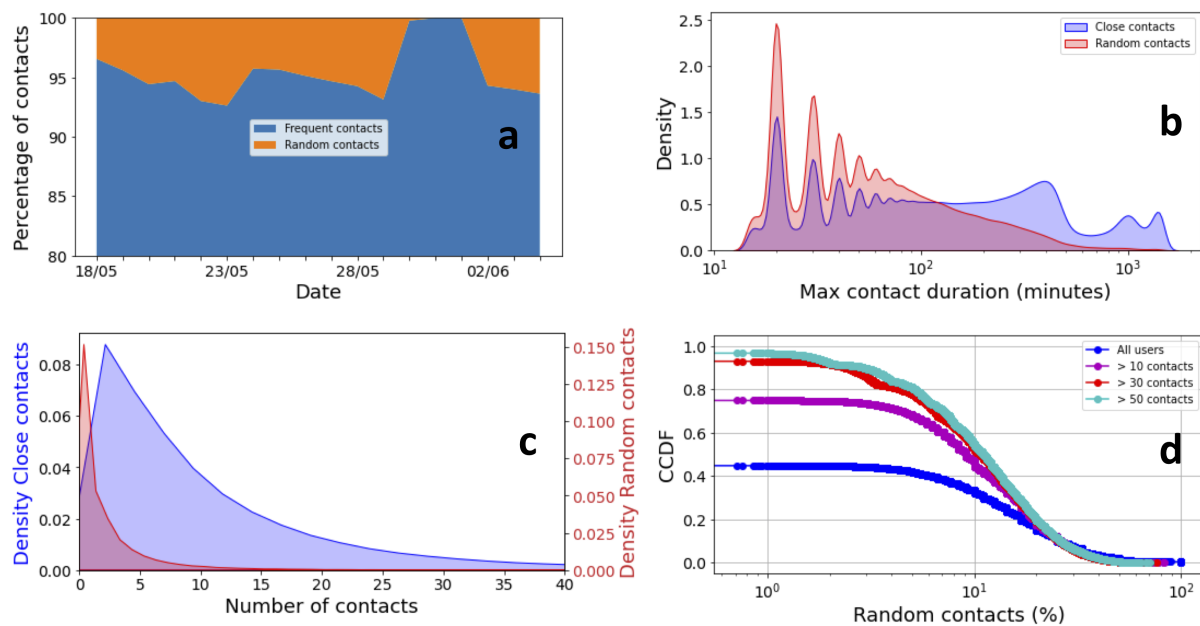 100
95
90
85
80
Percentage of contacts
Frequent contacts
Random contacts
a
18/05
23/05
28/05
02/06
Date
2.5
2.0
1.5
1.0
0.5
0.0
Density
Close contacts
Random contacts
b
10¹
10²
10³
Max contact duration (minutes)
0.08
0.06
0.04
0.02
0.00
Density Close contacts
c
0.150
0.125
0.100
0.075
0.050
0.025
0.000
Density Random contacts
0
5
10
15
20
25
30
35
40
Number of contacts
1.0
0.8
0.6
0.4
0.2
0.0
CCDF
All users
> 10 contacts
> 30 contacts
> 50 contacts
d
10⁰
10¹
10²
Random contacts (%)